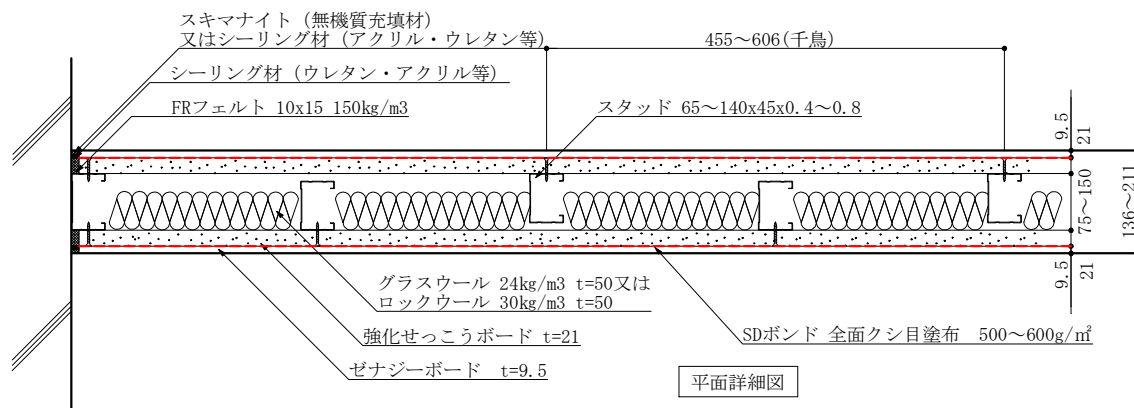 スキマナイト（無機質充填材）
又はシーリング材（アクリル・ウレタン等）
455～606(千鳥)
シーリング材（ウレタン・アクリル等）
FRフェルト 10x15 150kg/m3
スタッド 65～140x45x0.4～0.8
9.5
21
75～150
136～211
9.5
21
グラスウール 24kg/m3 t=50又は
ロックウール 30kg/m3 t=50
強化せっこうボード t=21
SDボンド 全面クシ目塗布　500～600g/㎡
ゼナジーボード　t=9.5
平面詳細図